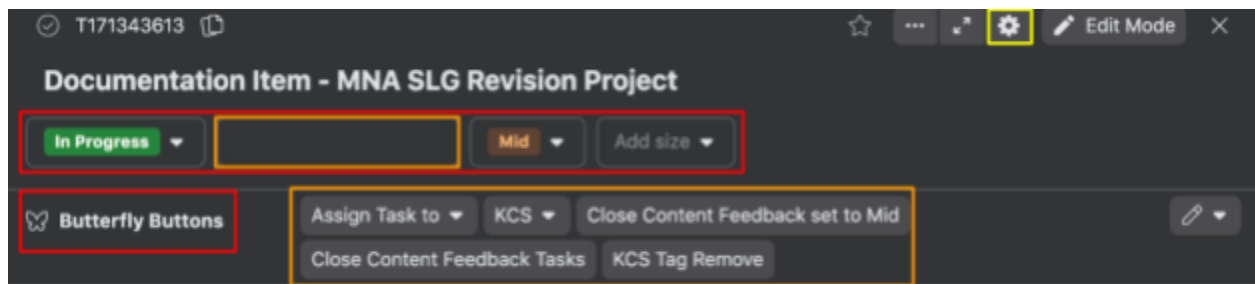 T171343613 Edit Mode
Documentation Item - MNA SLG Revision Project
In Progress Mid Add size
Butterfly Buttons Assign Task to KCS Close Content Feedback set to Mid
Close Content Feedback Tasks KCS Tag Remove